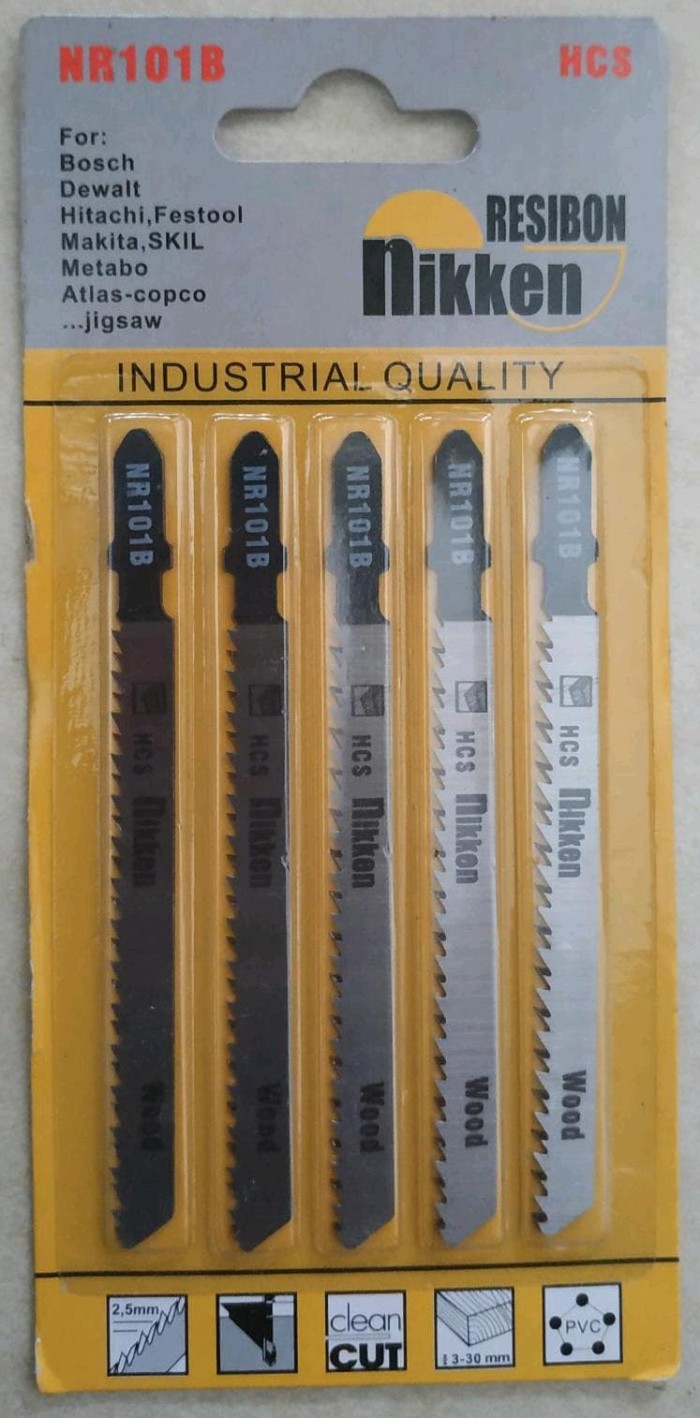 NR101B
HCS
For:
Bosch
Dewalt
Hitachi,Festool
Makita,SKIL
Metabo
Atlas-copco
...jigsaw
RESIBON
nikken
INDUSTRIAL QUALITY
NR101B
NR101B
NR101B
NR101B
NR101B
HCS nikken
HCS nikken
HCS nikken
HCS nikken
HCS nikken
Wood
Wood
Wood
Wood
Wood
2,5mm
clean
CUT
3-30 mm
PVC